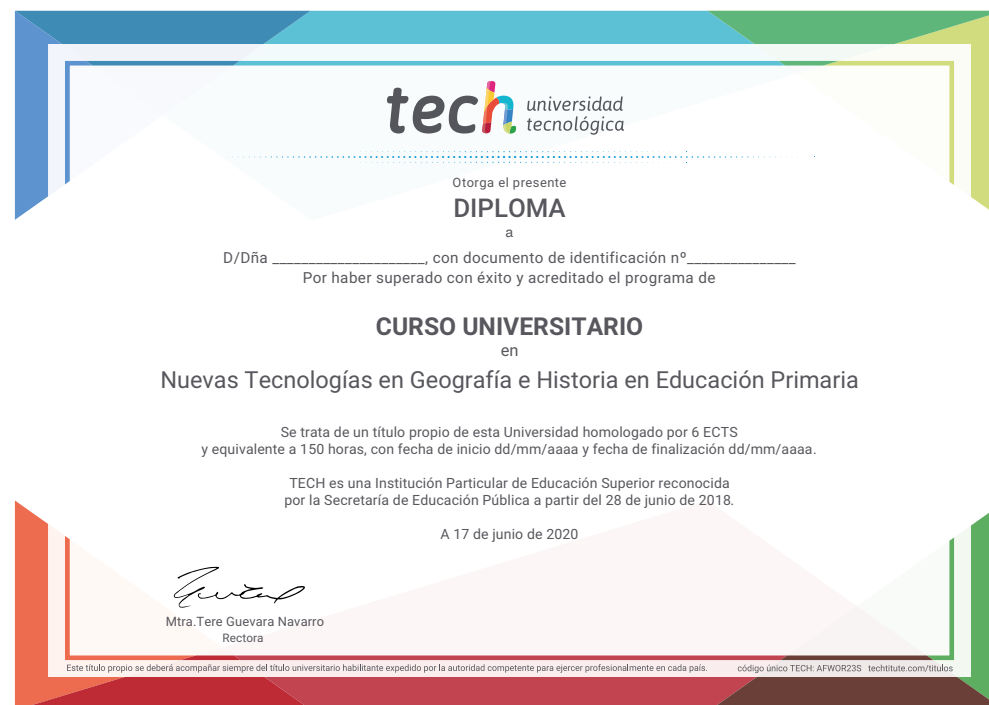 tech universidad
tecnológica
Otorga el presente
DIPLOMA
a
D/Dña ______________________, con documento de identificación nº_______________
Por haber superado con éxito y acreditado el programa de
CURSO UNIVERSITARIO
en
Nuevas Tecnologías en Geografía e Historia en Educación Primaria
Se trata de un título propio de esta Universidad homologado por 6 ECTS
y equivalente a 150 horas, con fecha de inicio dd/mm/aaaa y fecha de finalización dd/mm/aaaa.
TECH es una Institución Particular de Educación Superior reconocida
por la Secretaría de Educación Pública a partir del 28 de junio de 2018.
A 17 de junio de 2020
Mtra.Tere Guevara Navarro
Rectora
Este título propio se deberá acompañar siempre del título universitario habilitante expedido por la autoridad competente para ejercer profesionalmente en cada país. código único TECH: AFWOR23S techtitute.com/titulos